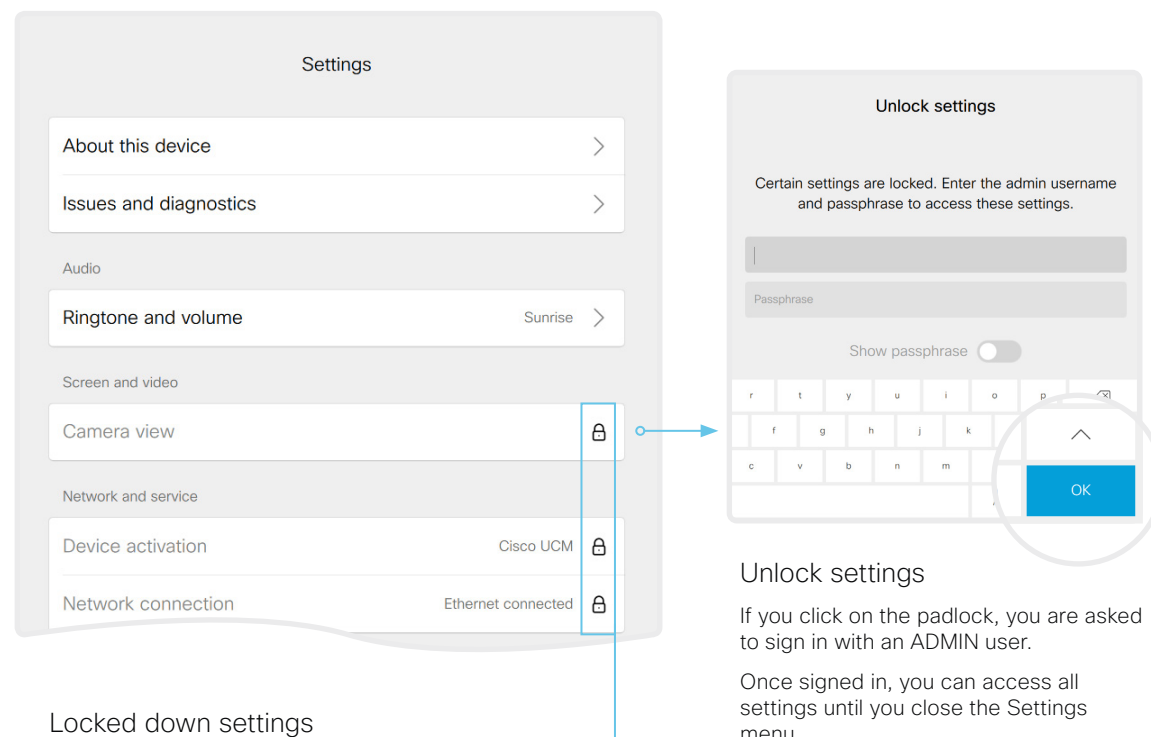 Settings
About this device
Issues and diagnostics
Audio
Ringtone and volume Sunrise
Screen and video
Camera view
Network and service
Device activation Cisco UCM
Network connection Ethernet connected
Locked down settings
Unlock settings
Certain settings are locked. Enter the admin username
and passphrase to access these settings.
Passphrase
Show passphrase
r t y u i o p
f g h j k
c v b n m
OK
Unlock settings
If you click on the padlock, you are asked
to sign in with an ADMIN user.
Once signed in, you can access all
settings until you close the Settings
menu.